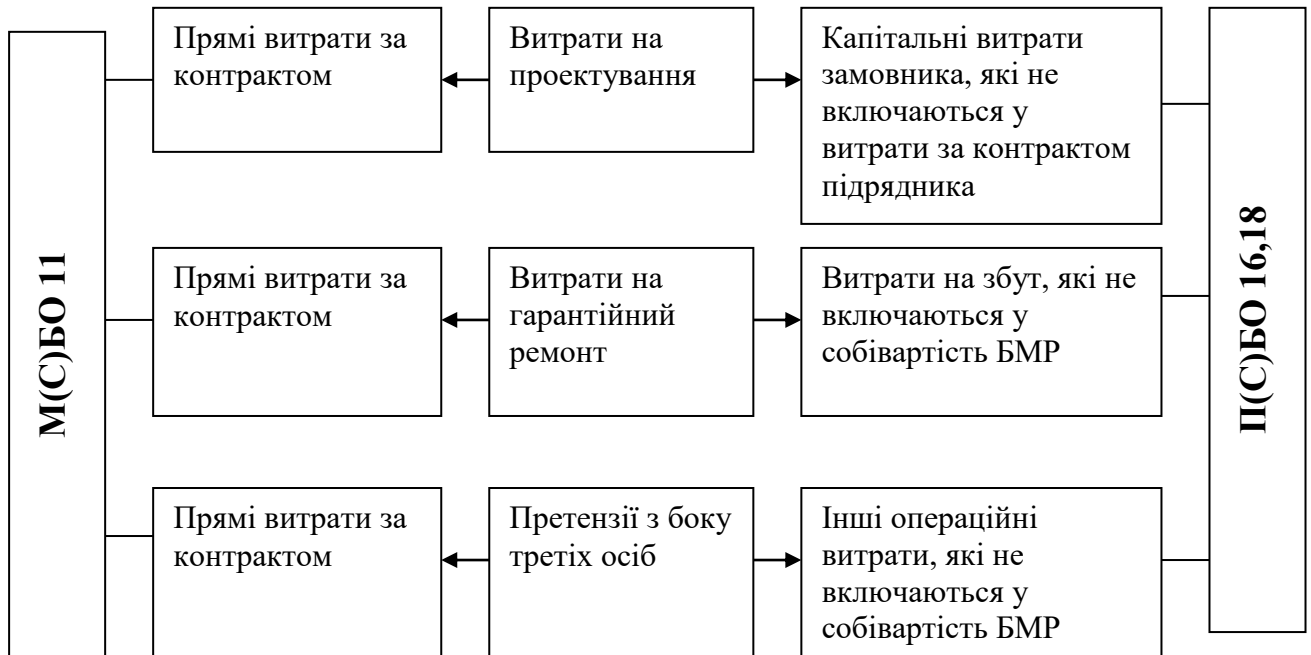 М(С)БО 11
Прямі витрати за
контрактом
Витрати на
проектування
Капітальні витрати
замовника, які не
включаються у
витрати за контрактом
підрядника
Прямі витрати за
контрактом
Витрати на
гарантійний
ремонт
Витрати на збут, які не
включаються у
собівартість БМР
Прямі витрати за
контрактом
Претензії з боку
третіх осіб
Інші операційні
витрати, які не
включаються у
собівартість БМР
П(С)БО 16,18